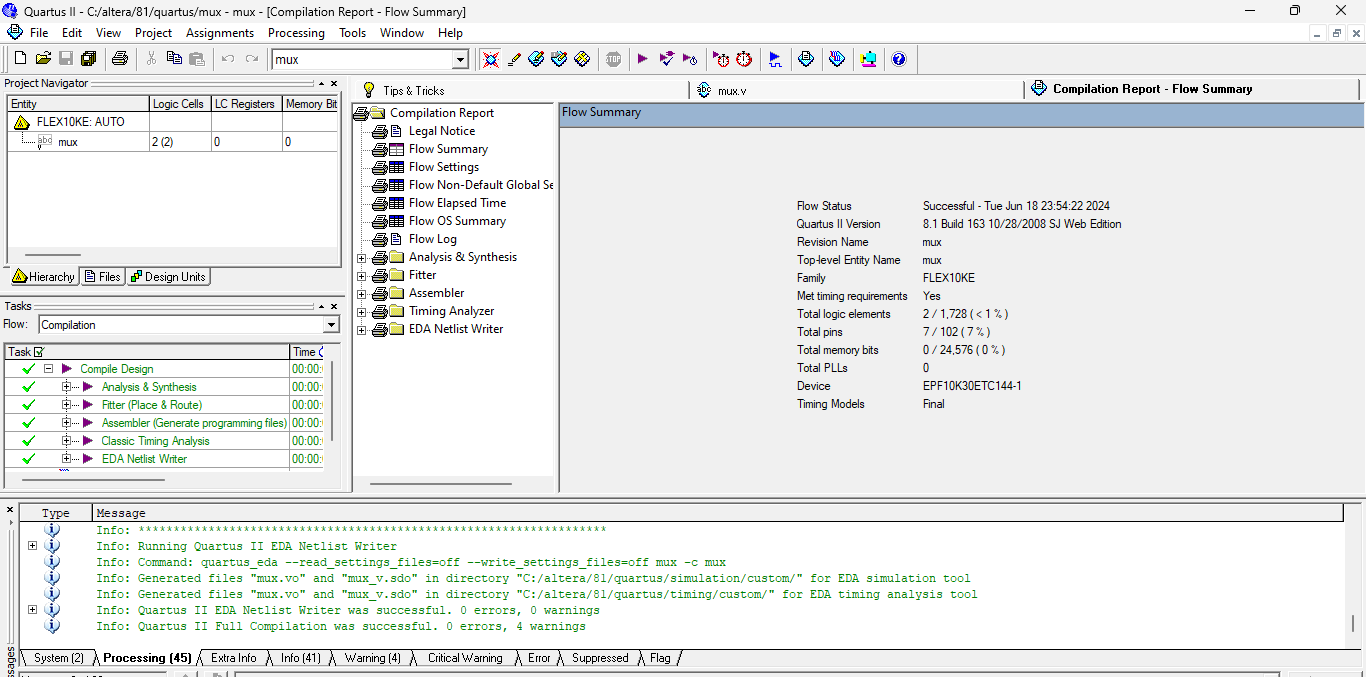 Quartus II - C:/altera/81/quartus/mux - mux - [Compilation Report - Flow Summary]
File Edit View Project Assignments Processing Tools Window Help
mux
Project Navigator
Entity Logic Cells LC Registers Memory Bit
FLEX10KE: AUTO
abc mux 2 (2) 0 0
Hierarchy Files Design Units
Tasks
Flow: Compilation
Task Time
Compile Design 00:00:
Analysis & Synthesis 00:00:
Fitter (Place & Route) 00:00:
Assembler (Generate programming files) 00:00:
Classic Timing Analysis 00:00:
EDA Netlist Writer 00:00:
Tips & Tricks
abc mux.v
Compilation Report - Flow Summary
Compilation Report
Legal Notice
Flow Summary
Flow Settings
Flow Non-Default Global Se
Flow Elapsed Time
Flow OS Summary
Flow Log
Analysis & Synthesis
Fitter
Assembler
Timing Analyzer
EDA Netlist Writer
Flow Summary
Flow Status Successful - Tue Jun 18 23:54:22 2024
Quartus II Version 8.1 Build 163 10/28/2008 SJ Web Edition
Revision Name mux
Top-level Entity Name mux
Family FLEX10KE
Met timing requirements Yes
Total logic elements 2 / 1,728 ( < 1 % )
Total pins 7 / 102 ( 7 % )
Total memory bits 0 / 24,576 ( 0 % )
Total PLLs 0
Device EPF10K30ETC144-1
Timing Models Final
Type Message
Info: *******************************************************************
Info: Running Quartus II EDA Netlist Writer
Info: Command: quartus_eda --read_settings_files=off --write_settings_files=off mux -c mux
Info: Generated files "mux.vo" and "mux_v.sdo" in directory "C:/altera/81/quartus/simulation/custom/" for EDA simulation tool
Info: Generated files "mux.vo" and "mux_v.sdo" in directory "C:/altera/81/quartus/timing/custom/" for EDA timing analysis tool
Info: Quartus II EDA Netlist Writer was successful. 0 errors, 0 warnings
Info: Quartus II Full Compilation was successful. 0 errors, 4 warnings
System (2) Processing (45) Extra Info Info (41) Warning (4) Critical Warning Error Suppressed Flag